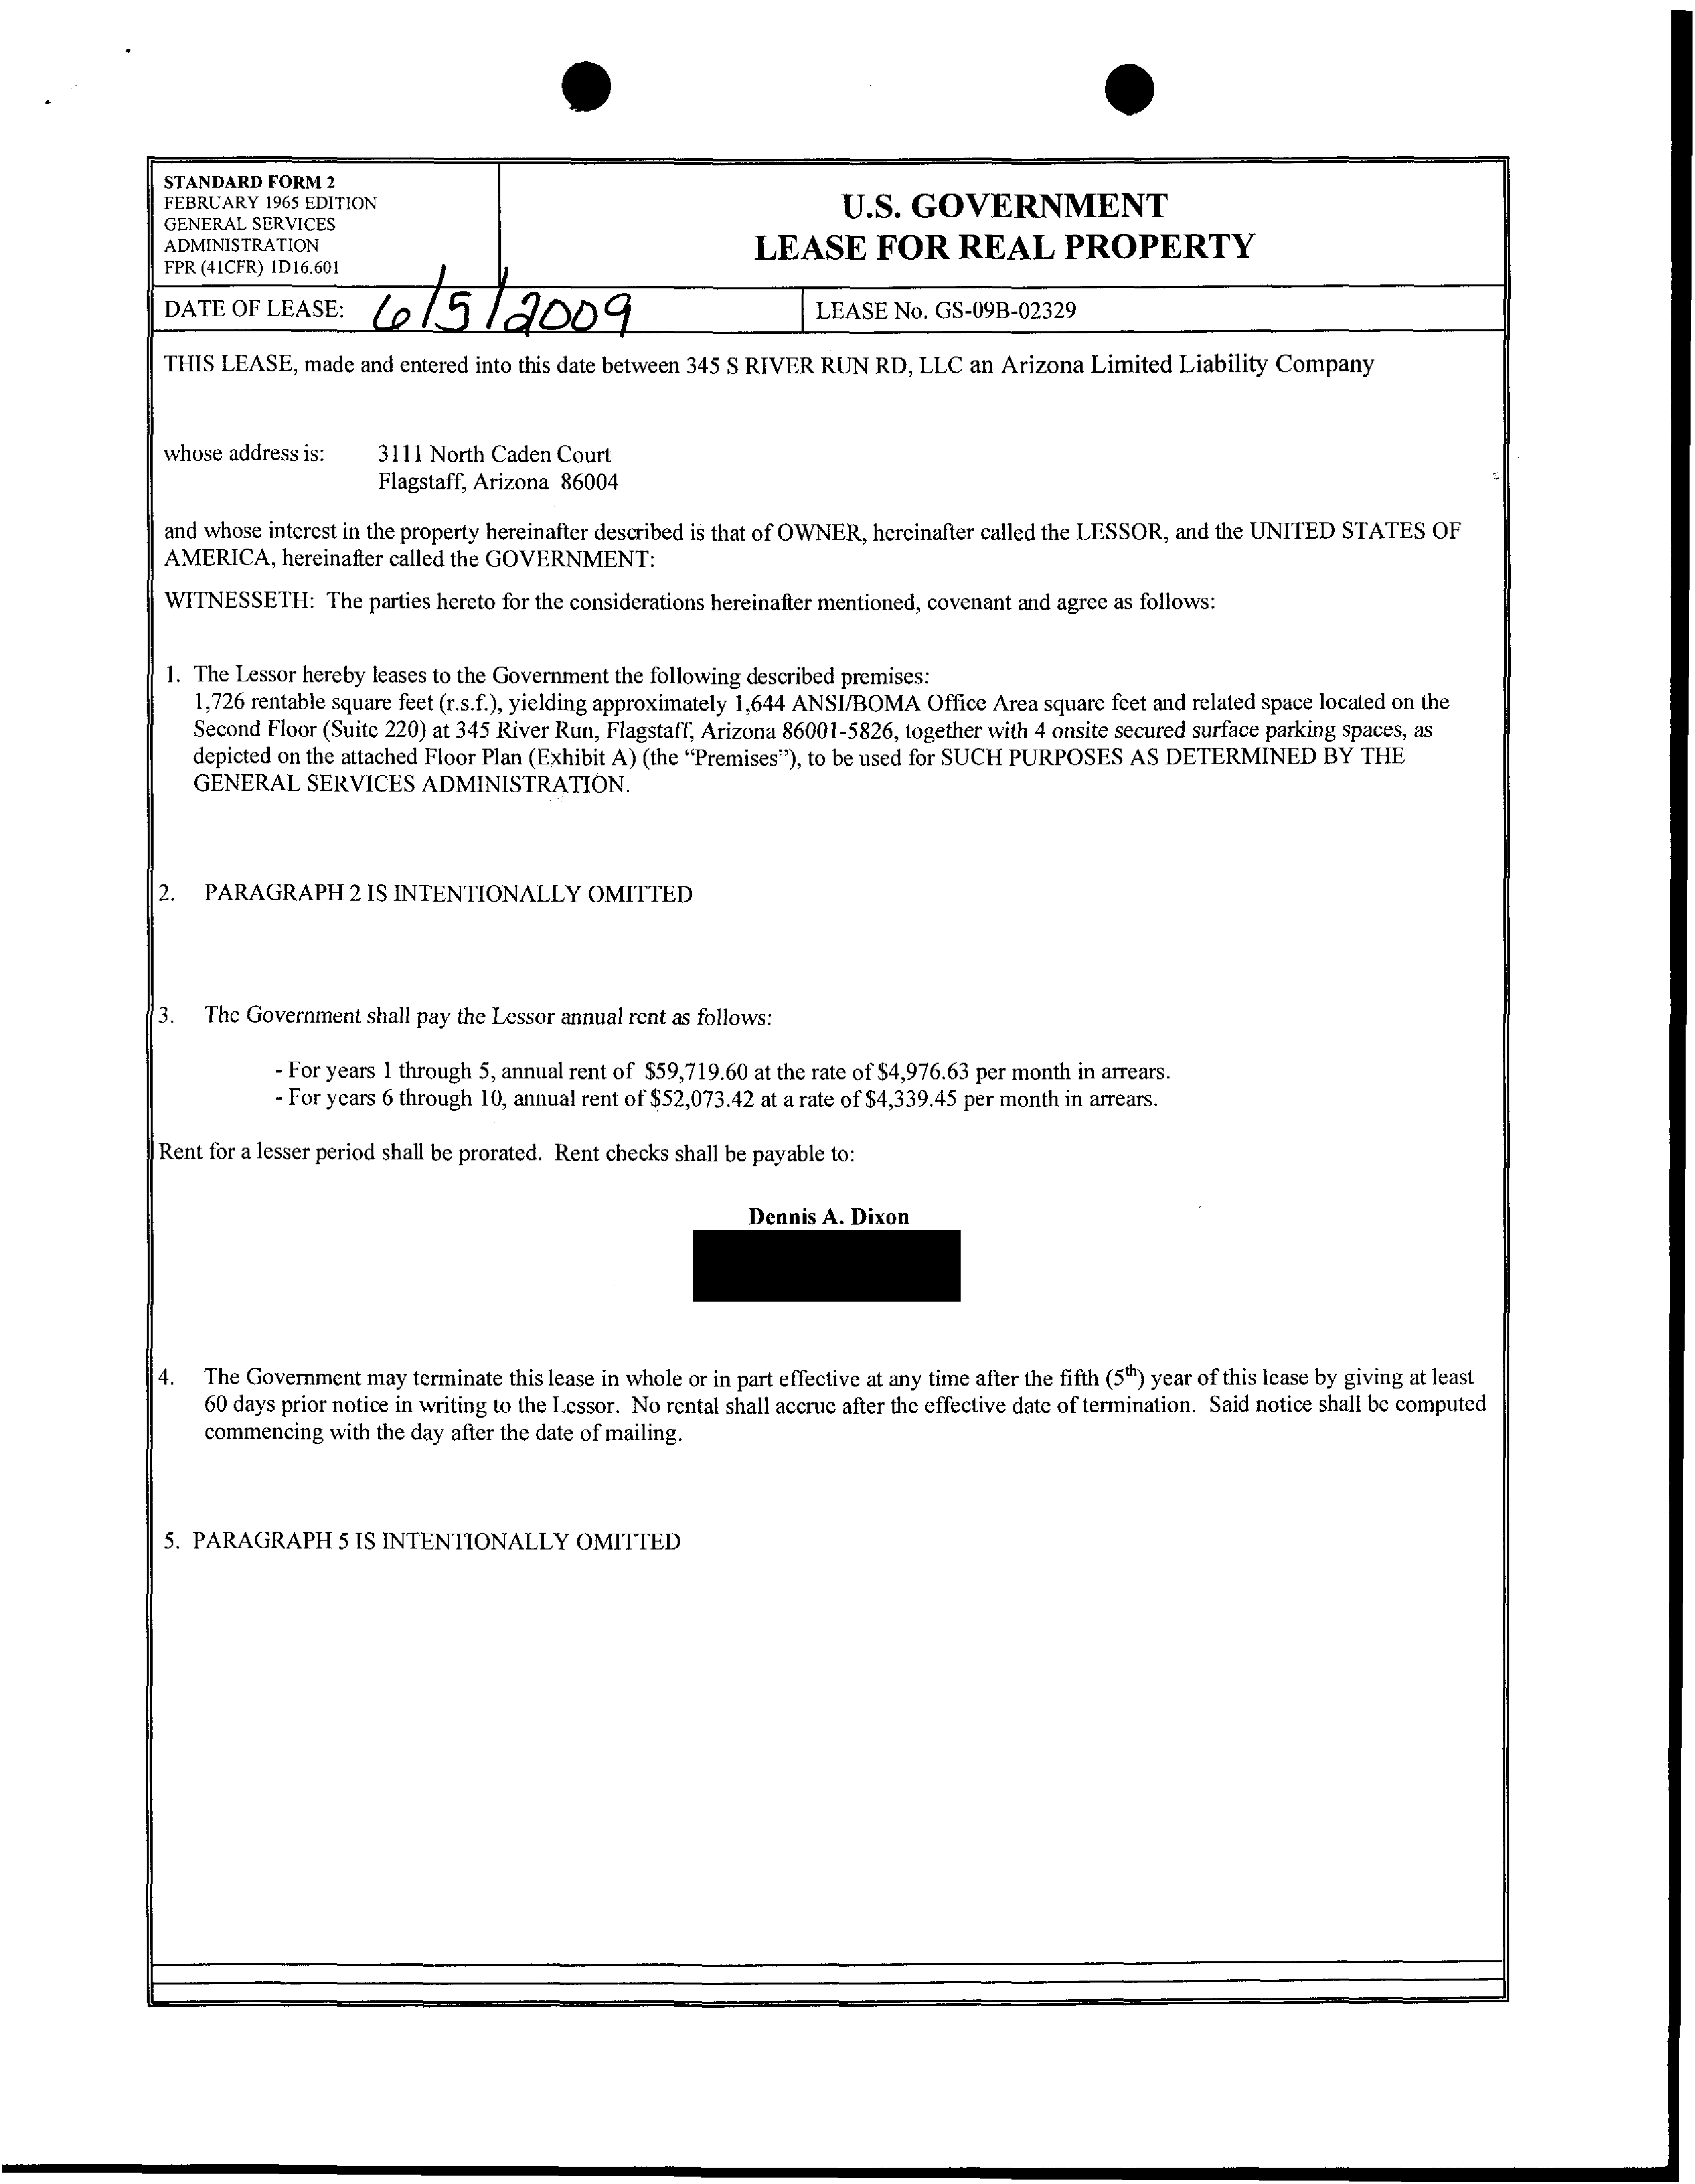 STANDARD FORM 2
FEBRUARY 1965 EDITION
GENERAL SERVICES
ADMINISTRATION
FPR (41CFR) 1D16.601
U.S. GOVERNMENT
LEASE FOR REAL PROPERTY
DATE OF LEASE: 6/5/2009
LEASE No. GS-09B-02329
THIS LEASE, made and entered into this date between 345 S RIVER RUN RD, LLC an Arizona Limited Liability Company
whose address is: 3111 North Caden Court
Flagstaff, Arizona 86004
and whose interest in the property hereinafter described is that of OWNER, hereinafter called the LESSOR, and the UNITED STATES OF
AMERICA, hereinafter called the GOVERNMENT:
WITNESSETH: The parties hereto for the considerations hereinafter mentioned, covenant and agree as follows:
1. The Lessor hereby leases to the Government the following described premises:
1,726 rentable square feet (r.s.f.), yielding approximately 1,644 ANSI/BOMA Office Area square feet and related space located on the
Second Floor (Suite 220) at 345 River Run, Flagstaff, Arizona 86001-5826, together with 4 onsite secured surface parking spaces, as
depicted on the attached Floor Plan (Exhibit A) (the “Premises”), to be used for SUCH PURPOSES AS DETERMINED BY THE
GENERAL SERVICES ADMINISTRATION.
2. PARAGRAPH 2 IS INTENTIONALLY OMITTED
3. The Government shall pay the Lessor annual rent as follows:
- For years 1 through 5, annual rent of $59,719.60 at the rate of $4,976.63 per month in arrears.
- For years 6 through 10, annual rent of $52,073.42 at a rate of $4,339.45 per month in arrears.
Rent for a lesser period shall be prorated. Rent checks shall be payable to:
Dennis A. Dixon
4. The Government may terminate this lease in whole or in part effective at any time after the fifth (5th) year of this lease by giving at least
60 days prior notice in writing to the Lessor. No rental shall accrue after the effective date of termination. Said notice shall be computed
commencing with the day after the date of mailing.
5. PARAGRAPH 5 IS INTENTIONALLY OMITTED